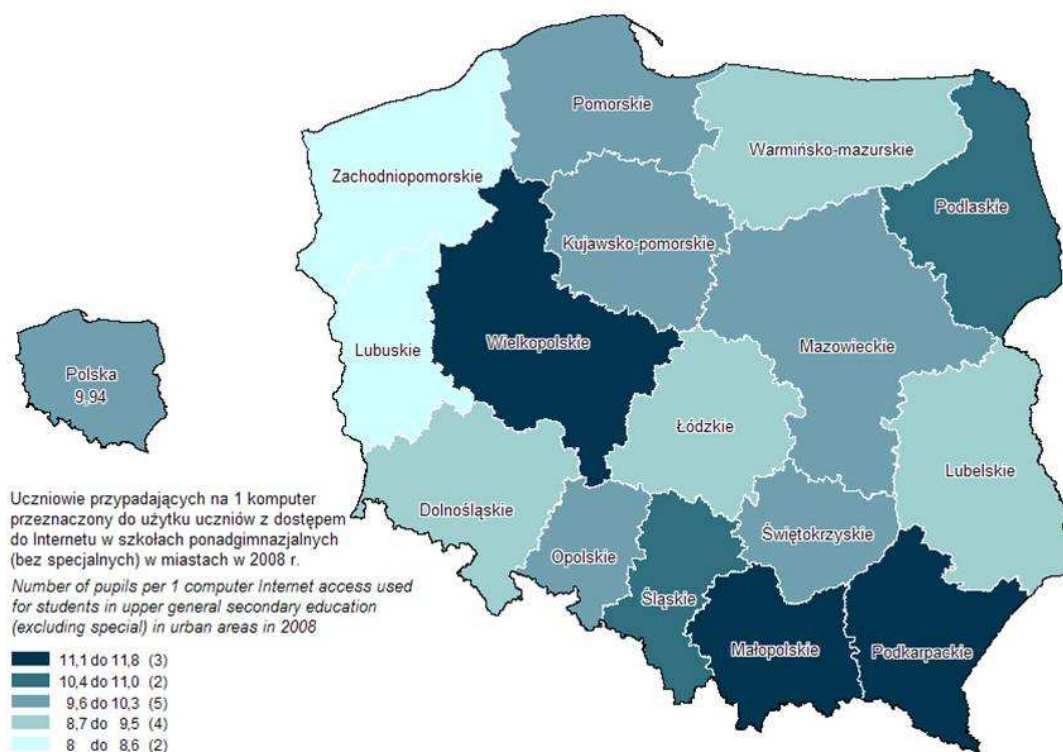 Pomorskie
Warmińsko-mazurskie
Zachodniopomorskie
Podlaskie
Kujawsko-pomorskie
Lubuskie
Wielkopolskie
Mazowieckie
Polska
9,94
Łódzkie
Lubelskie
Dolnośląskie
Opolskie
Świętokrzyskie
Śląskie
Małopolskie
Podkarpackie
Uczniowie przypadających na 1 komputer
przeznaczony do użytku uczniów z dostępem
do Internetu w szkołach ponadgimnazjalnych
(bez specjalnych) w miastach w 2008 r.
Number of pupils per 1 computer Internet access used
for students in upper general secondary education
(excluding special) in urban areas in 2008
11,1 do 11,8 (3)
10,4 do 11,0 (2)
9,6 do 10,3 (5)
8,7 do 9,5 (4)
8 do 8,6 (2)